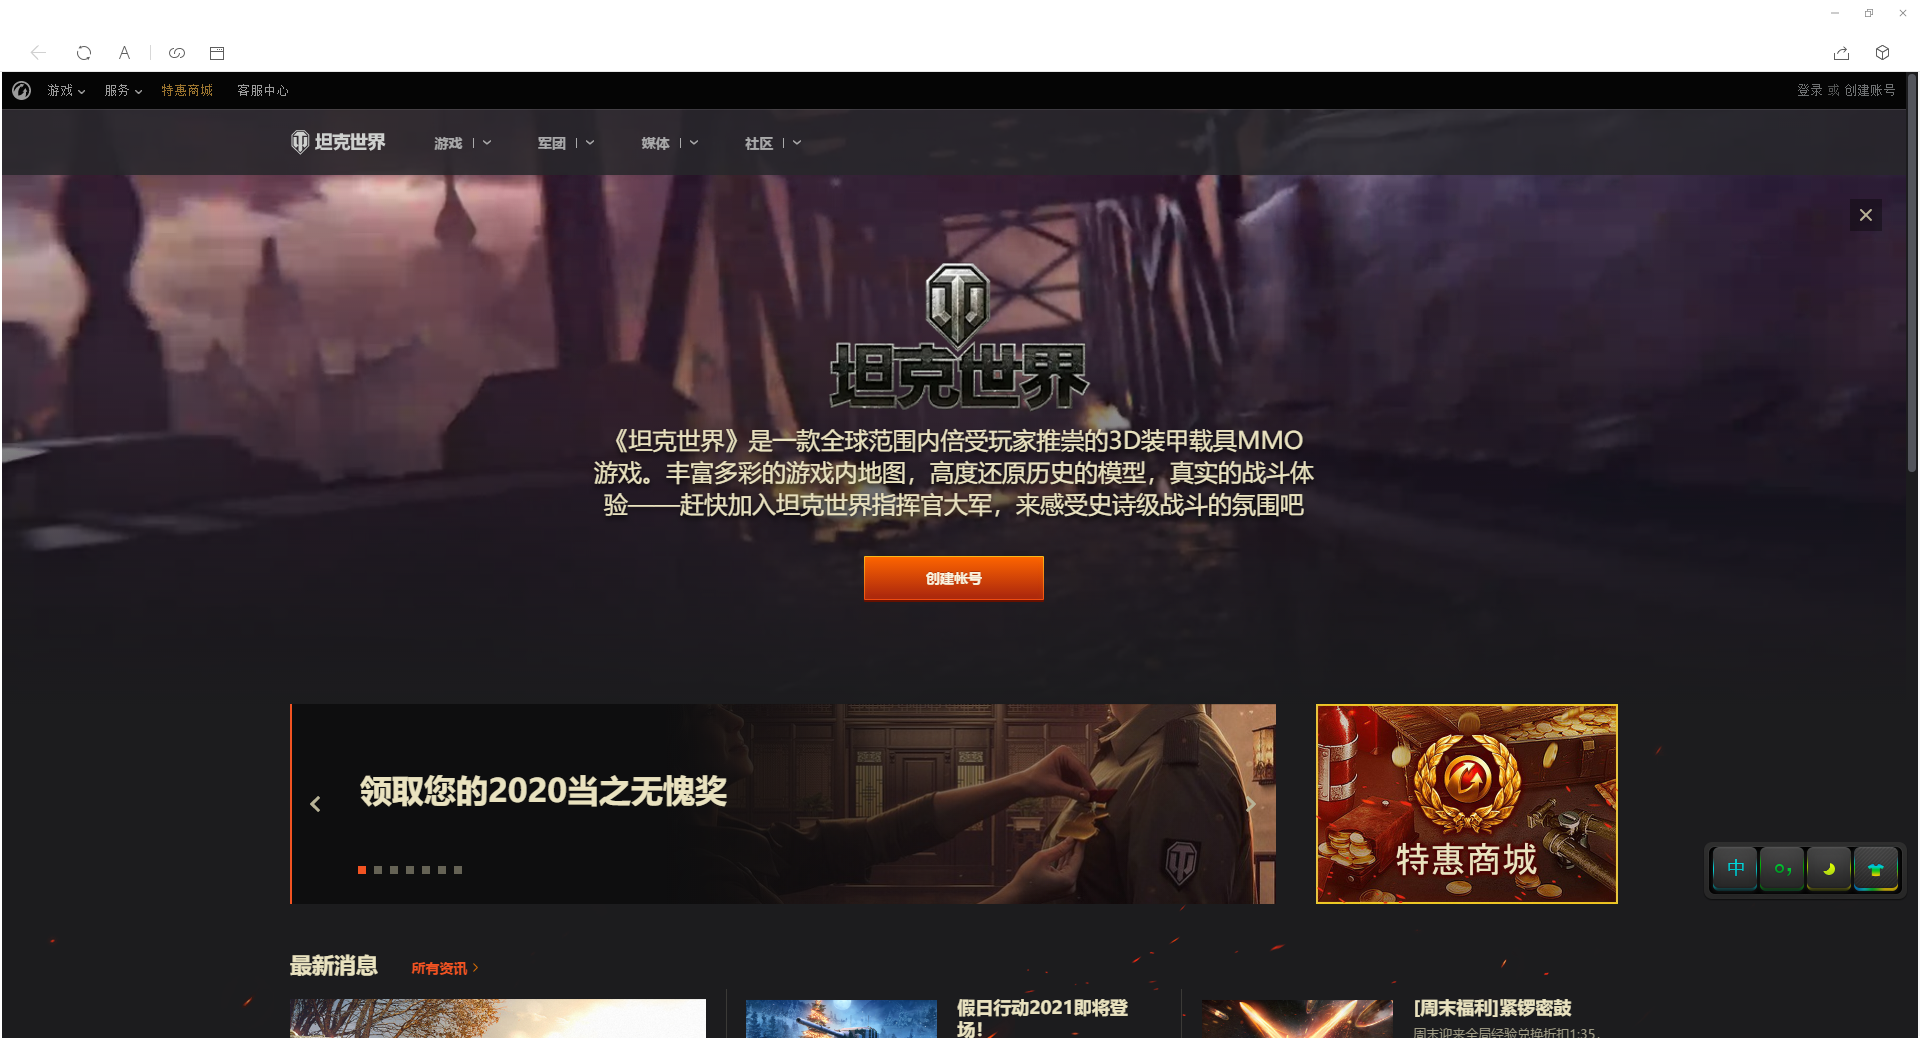 A
游戏 服务 特惠商城 客服中心 登录 或 创建账号
坦克世界 游戏 军团 媒体 社区
坦克世界
《坦克世界》是一款全球范围内倍受玩家推崇的3D装甲载具MMO
游戏。丰富多彩的游戏内地图，高度还原历史的模型，真实的战斗体
验——赶快加入坦克世界指挥官大军，来感受史诗级战斗的氛围吧
创建帐号
领取您的2020当之无愧奖
特惠商城
中
最新消息 所有资讯
假日行动2021即将登
场！
[周末福利]紧锣密鼓
周末迎来全局经验兑换折扣1:35，